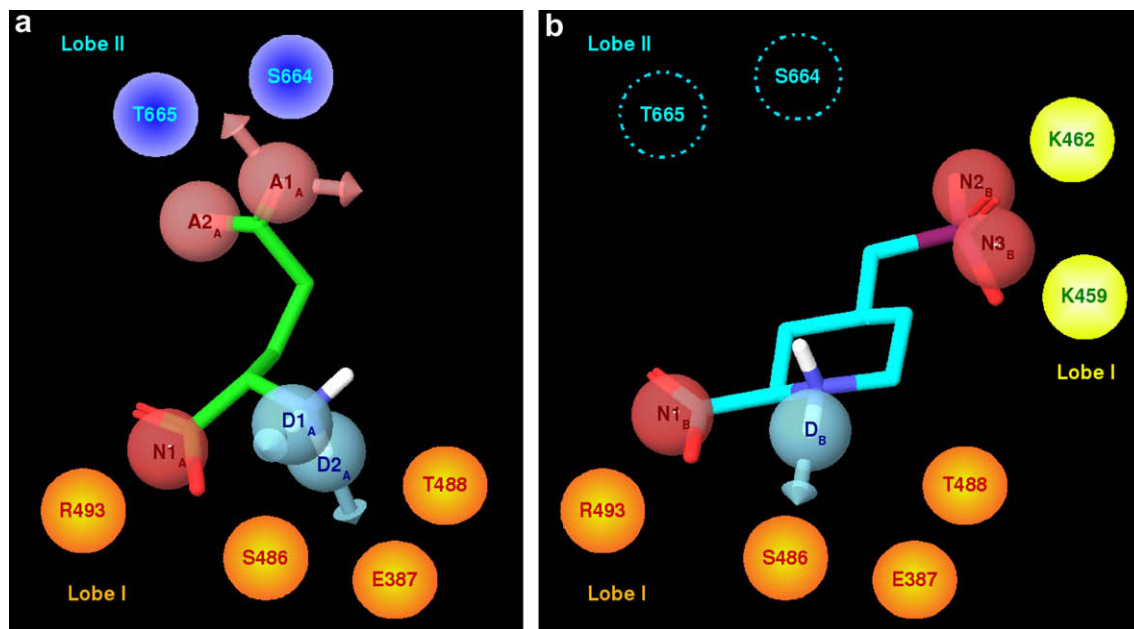 a
Lobe II
S664
T665
A1A
A2A
D1A
N1A
D2A
T488
R493
S486
E387
Lobe I
b
Lobe II
S664
T665
K462
N2B
N3B
K459
Lobe I
N1B
DB
T488
R493
S486
E387
Lobe I